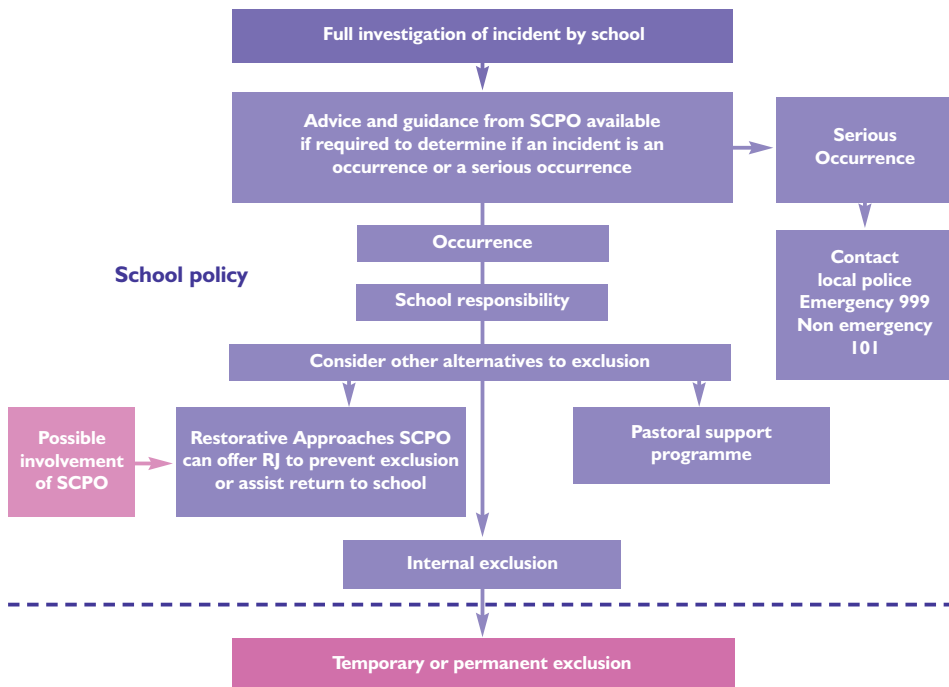 Full investigation of incident by school
Advice and guidance from SCPO available
if required to determine if an incident is an
occurrence or a serious occurrence
Serious
Occurrence
Occurrence
Contact
local police
Emergency 999
Non emergency
101
School policy
School responsibility
Consider other alternatives to exclusion
Possible
involvement
of SCPO
Restorative Approaches SCPO
can offer RJ to prevent exclusion
or assist return to school
Pastoral support
programme
Internal exclusion
Temporary or permanent exclusion